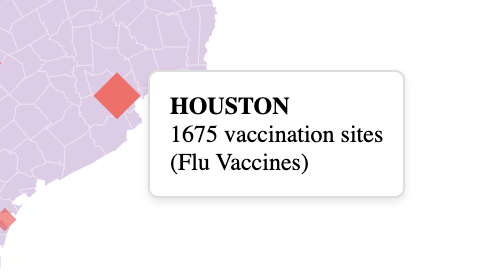 HOUSTON
1675 vaccination sites
(Flu Vaccines)